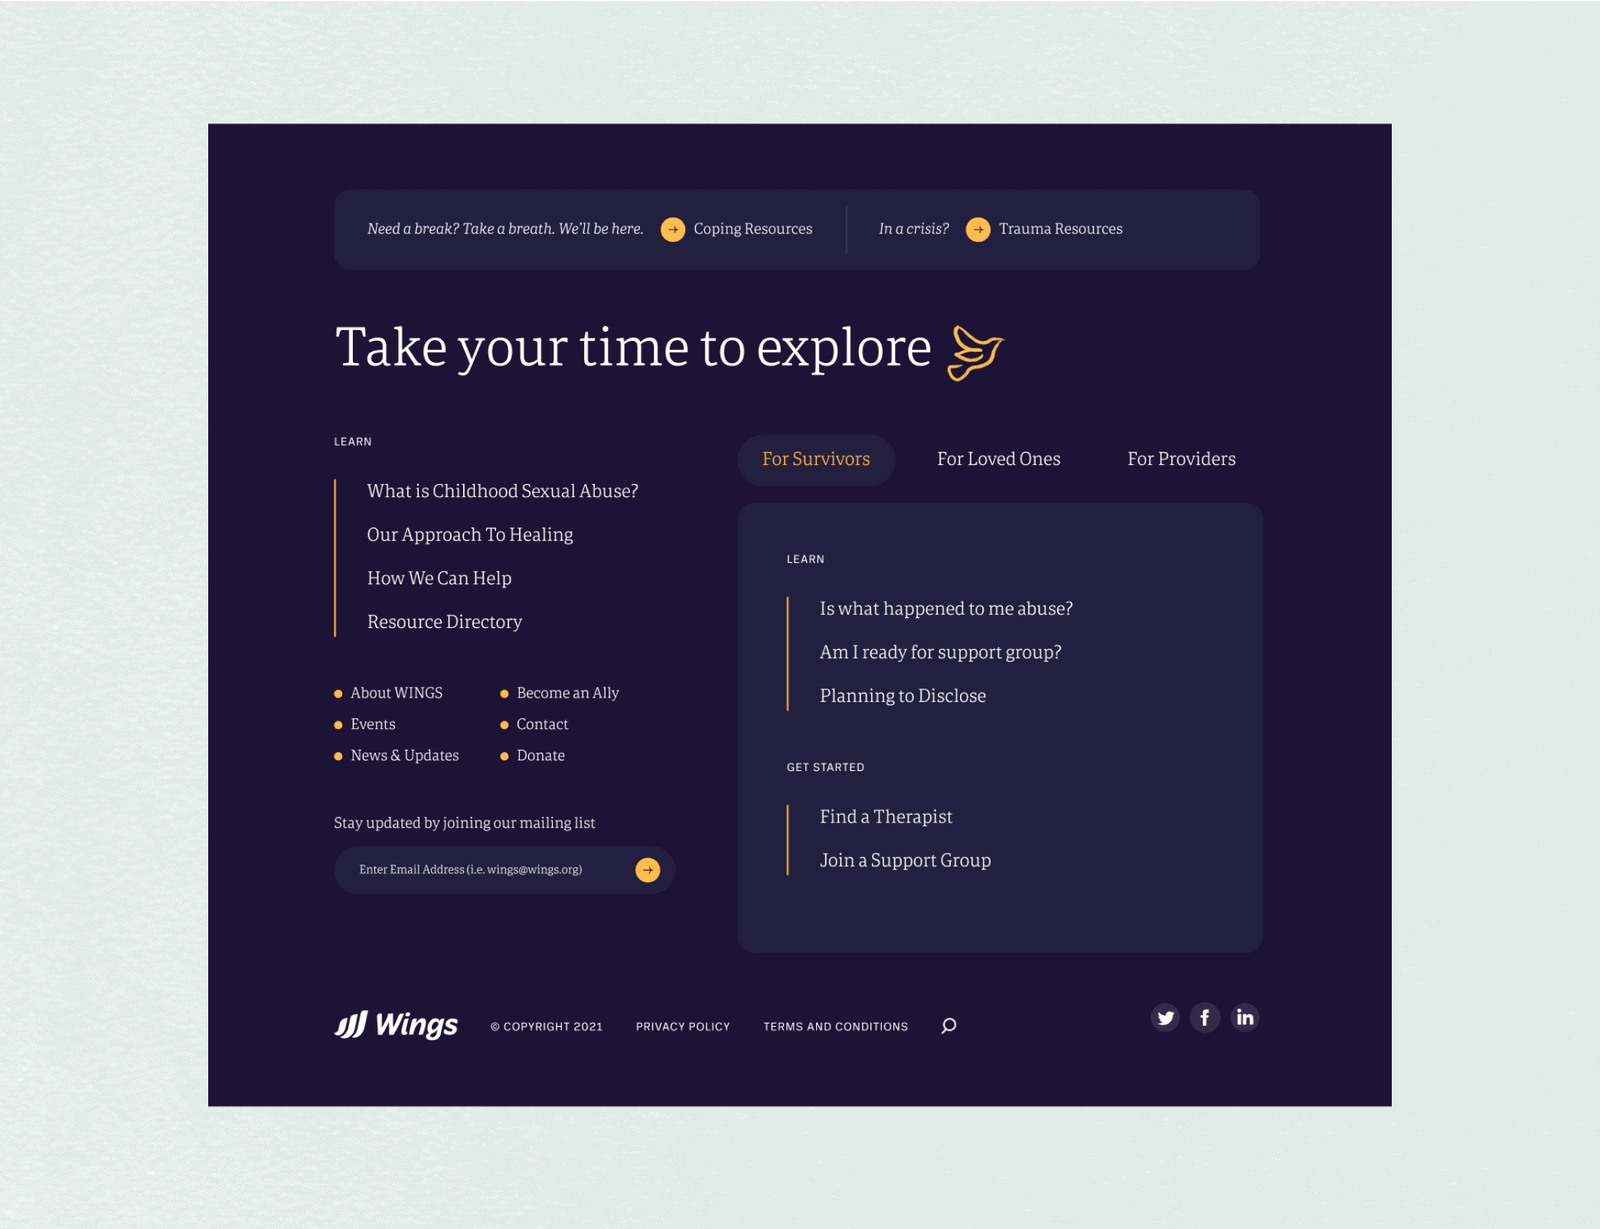 Need a break? Take a breath. We'll be here. Coping Resources
In a crisis? Trauma Resources
Take your time to explore
LEARN
What is Childhood Sexual Abuse?
Our Approach To Healing
How We Can Help
Resource Directory
About WINGS
Events
News & Updates
Become an Ally
Contact
Donate
Stay updated by joining our mailing list
Enter Email Address (i.e. wings@wings.org)
For Survivors For Loved Ones For Providers
LEARN
Is what happened to me abuse?
Am I ready for support group?
Planning to Disclose
GET STARTED
Find a Therapist
Join a Support Group
Wings © COPYRIGHT 2021 PRIVACY POLICY TERMS AND CONDITIONS